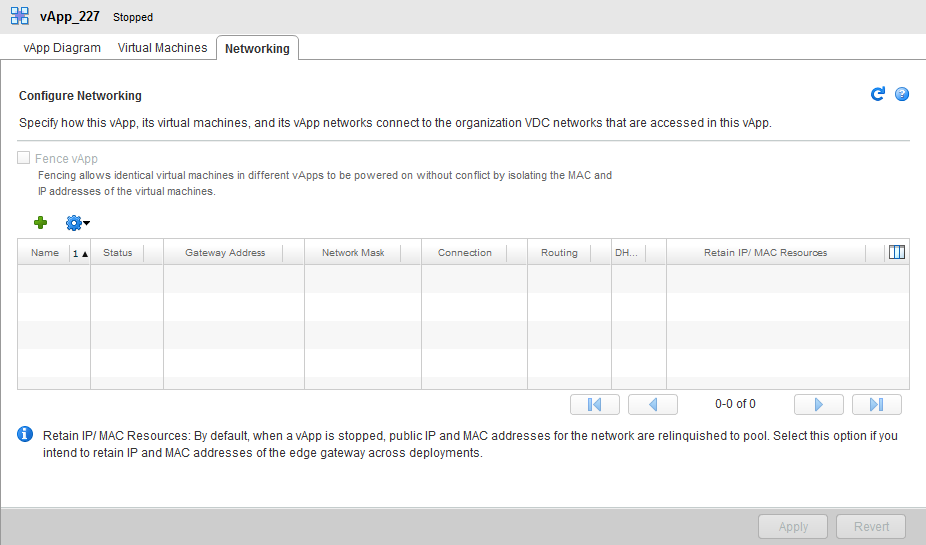 vApp_227 Stopped
vApp Diagram Virtual Machines Networking
Configure Networking
Specify how this vApp, its virtual machines, and its vApp networks connect to the organization VDC networks that are accessed in this vApp.
Fence vApp
Fencing allows identical virtual machines in different vApps to be powered on without conflict by isolating the MAC and
IP addresses of the virtual machines.
Name 1 ▲ Status Gateway Address Network Mask Connection Routing DH... Retain IP/ MAC Resources
0-0 of 0
Retain IP/ MAC Resources: By default, when a vApp is stopped, public IP and MAC addresses for the network are relinquished to pool. Select this option if you
intend to retain IP and MAC addresses of the edge gateway across deployments.
Apply Revert